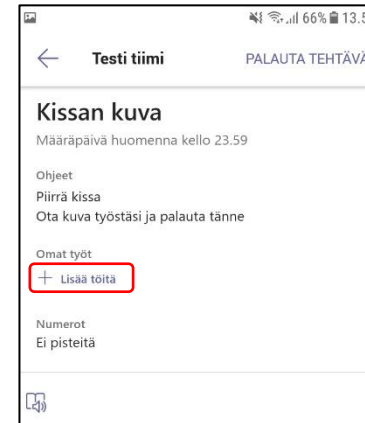 66% 13.5
Testi tiimi PALAUTA TEHTÄVÄ
Kissan kuva
Määräpäivä huomenna kello 23.59
Ohjeet
Piirrä kissa
Ota kuva työstäsi ja palauta tänne
Omat työt
+ Lisää töitä
Numerot
Ei pisteitä